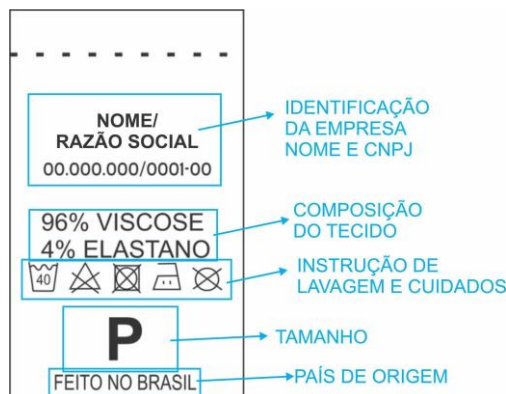 NOME/
RAZÃO SOCIAL
00.000.000/0001-00
IDENTIFICAÇÃO
DA EMPRESA
NOME E CNPJ
96% VISCOSE
4% ELASTANO
COMPOSIÇÃO
DO TECIDO
40
INSTRUÇÃO DE
LAVAGEM E CUIDADOS
P
TAMANHO
FEITO NO BRASIL
PAÍS DE ORIGEM